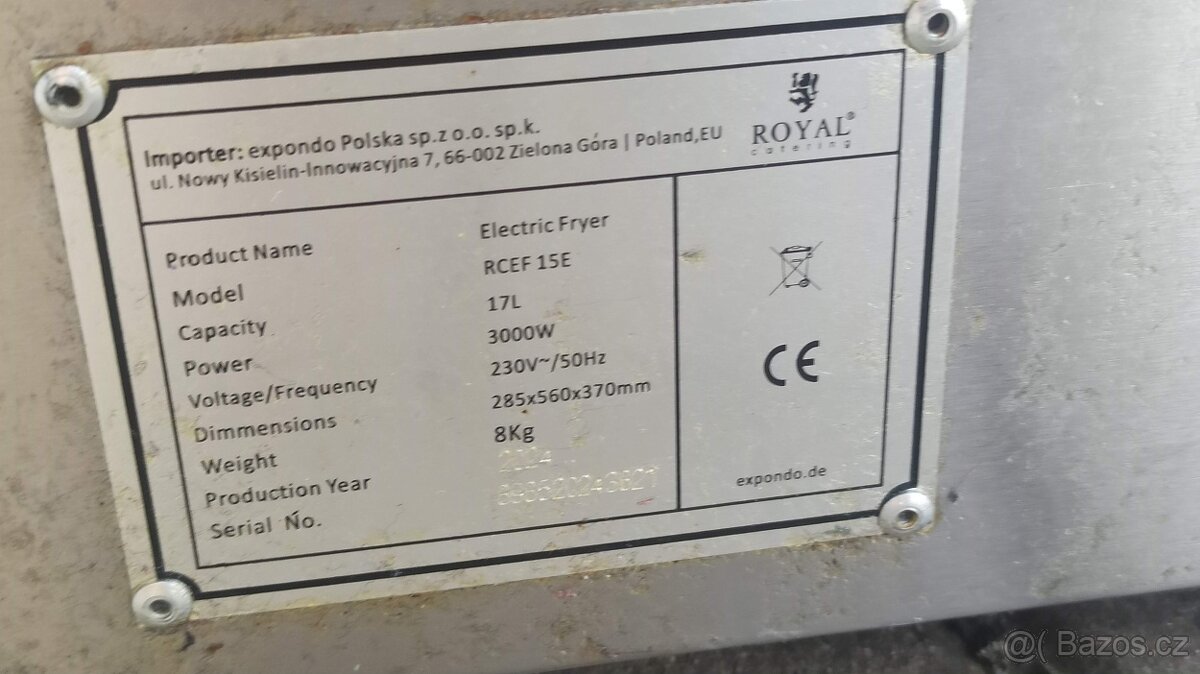 Importer: expondo Polska sp.z o.o. sp.k.
ul. Nowy Kisielin-Innowacyjna 7, 66-002 Zielona Góra | Poland,EU
ROYAL®
catering
Product Name Electric Fryer
Model RCEF 15E
Capacity 17L
Power 3000W
Voltage/Frequency 230V~/50Hz
Dimmensions 285x560x370mm
Weight 8Kg
Production Year 2024
Serial No.
CE
expondo.de
@( Bazos.cz